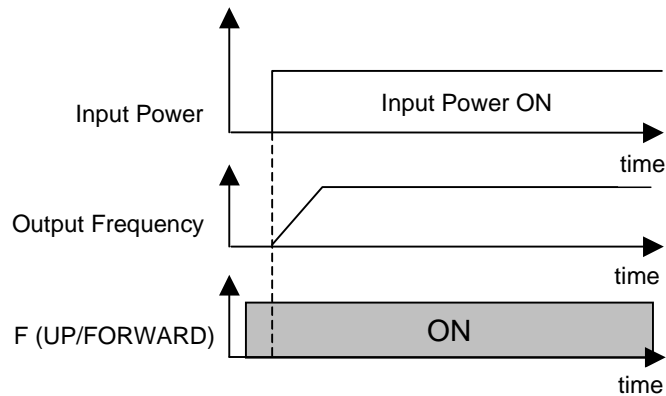 Input Power
Input Power ON
time
Output Frequency
time
F (UP/FORWARD)
ON
time